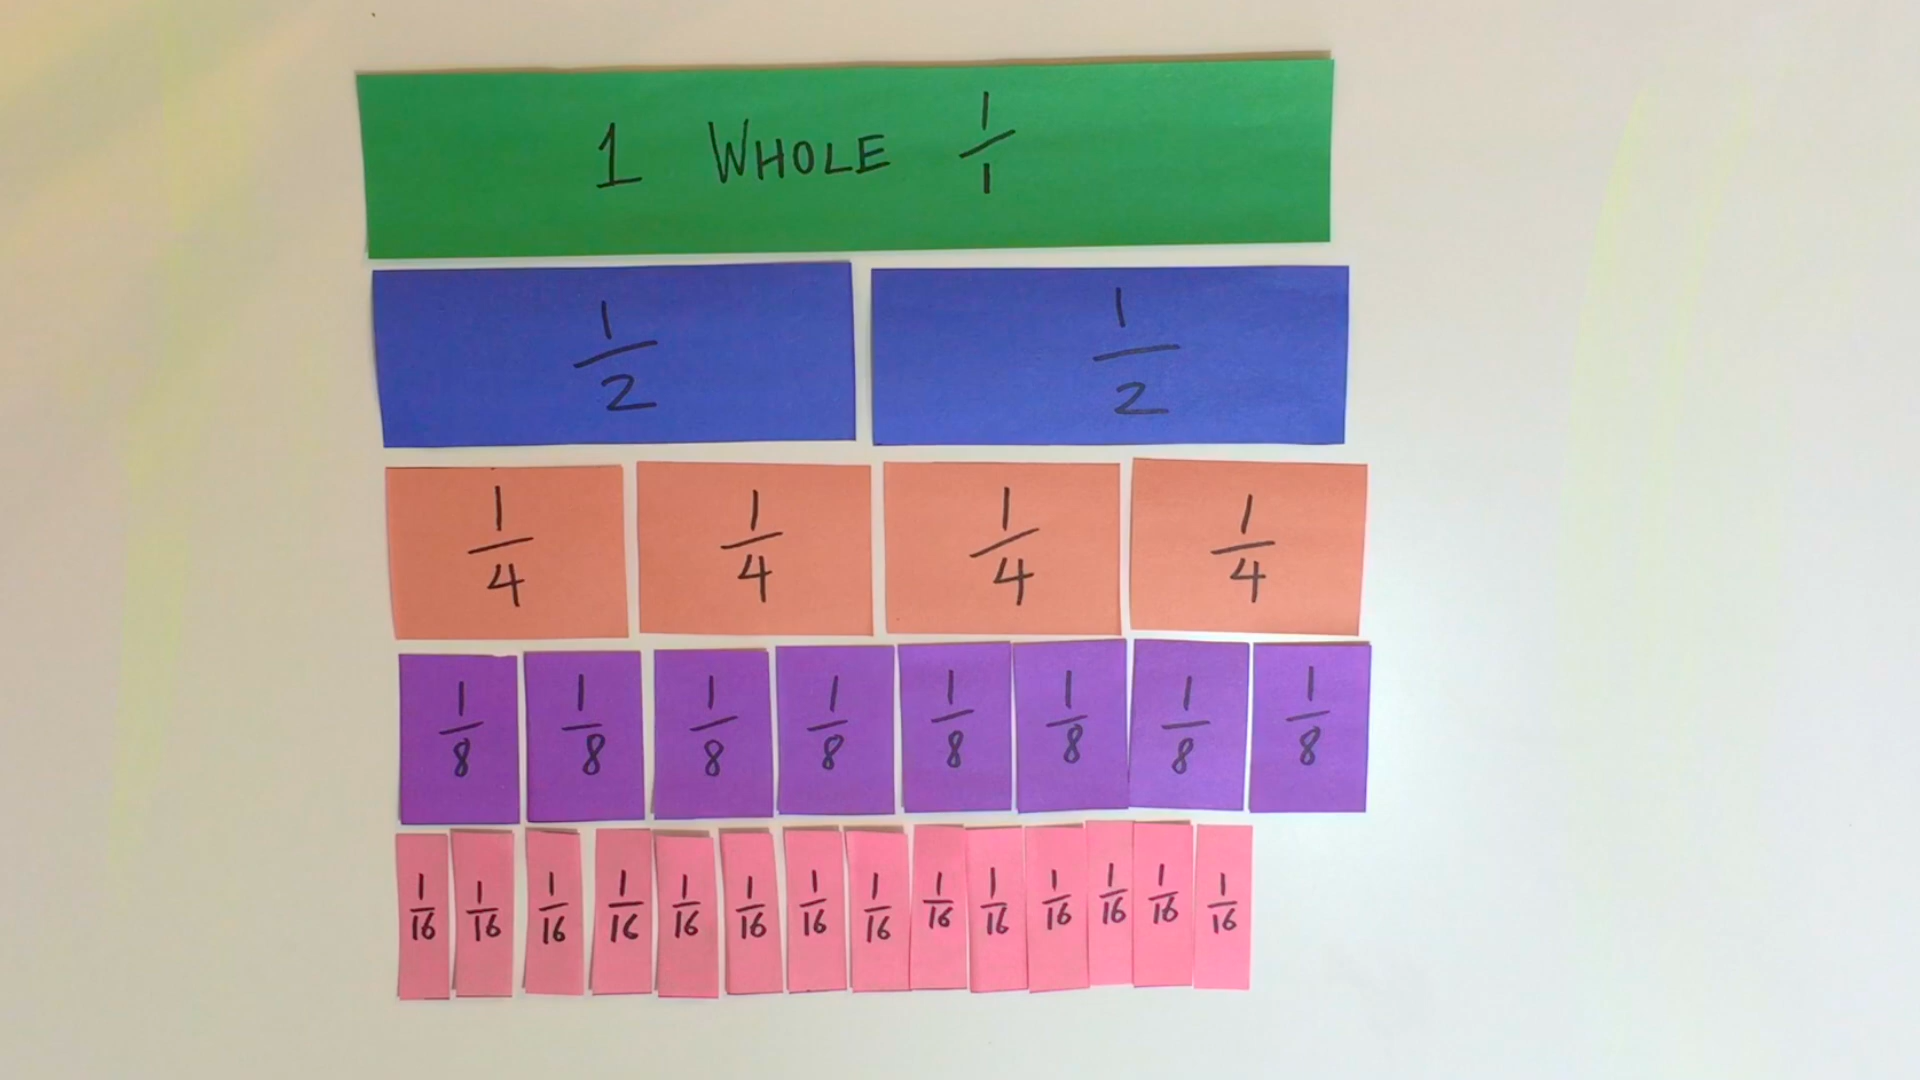 1 WHOLE 1/1
1/2 1/2
1/4 1/4 1/4 1/4
1/8 1/8 1/8 1/8 1/8 1/8 1/8 1/8
1/16 1/16 1/16 1/16 1/16 1/16 1/16 1/16 1/16 1/16 1/16 1/16 1/16 1/16